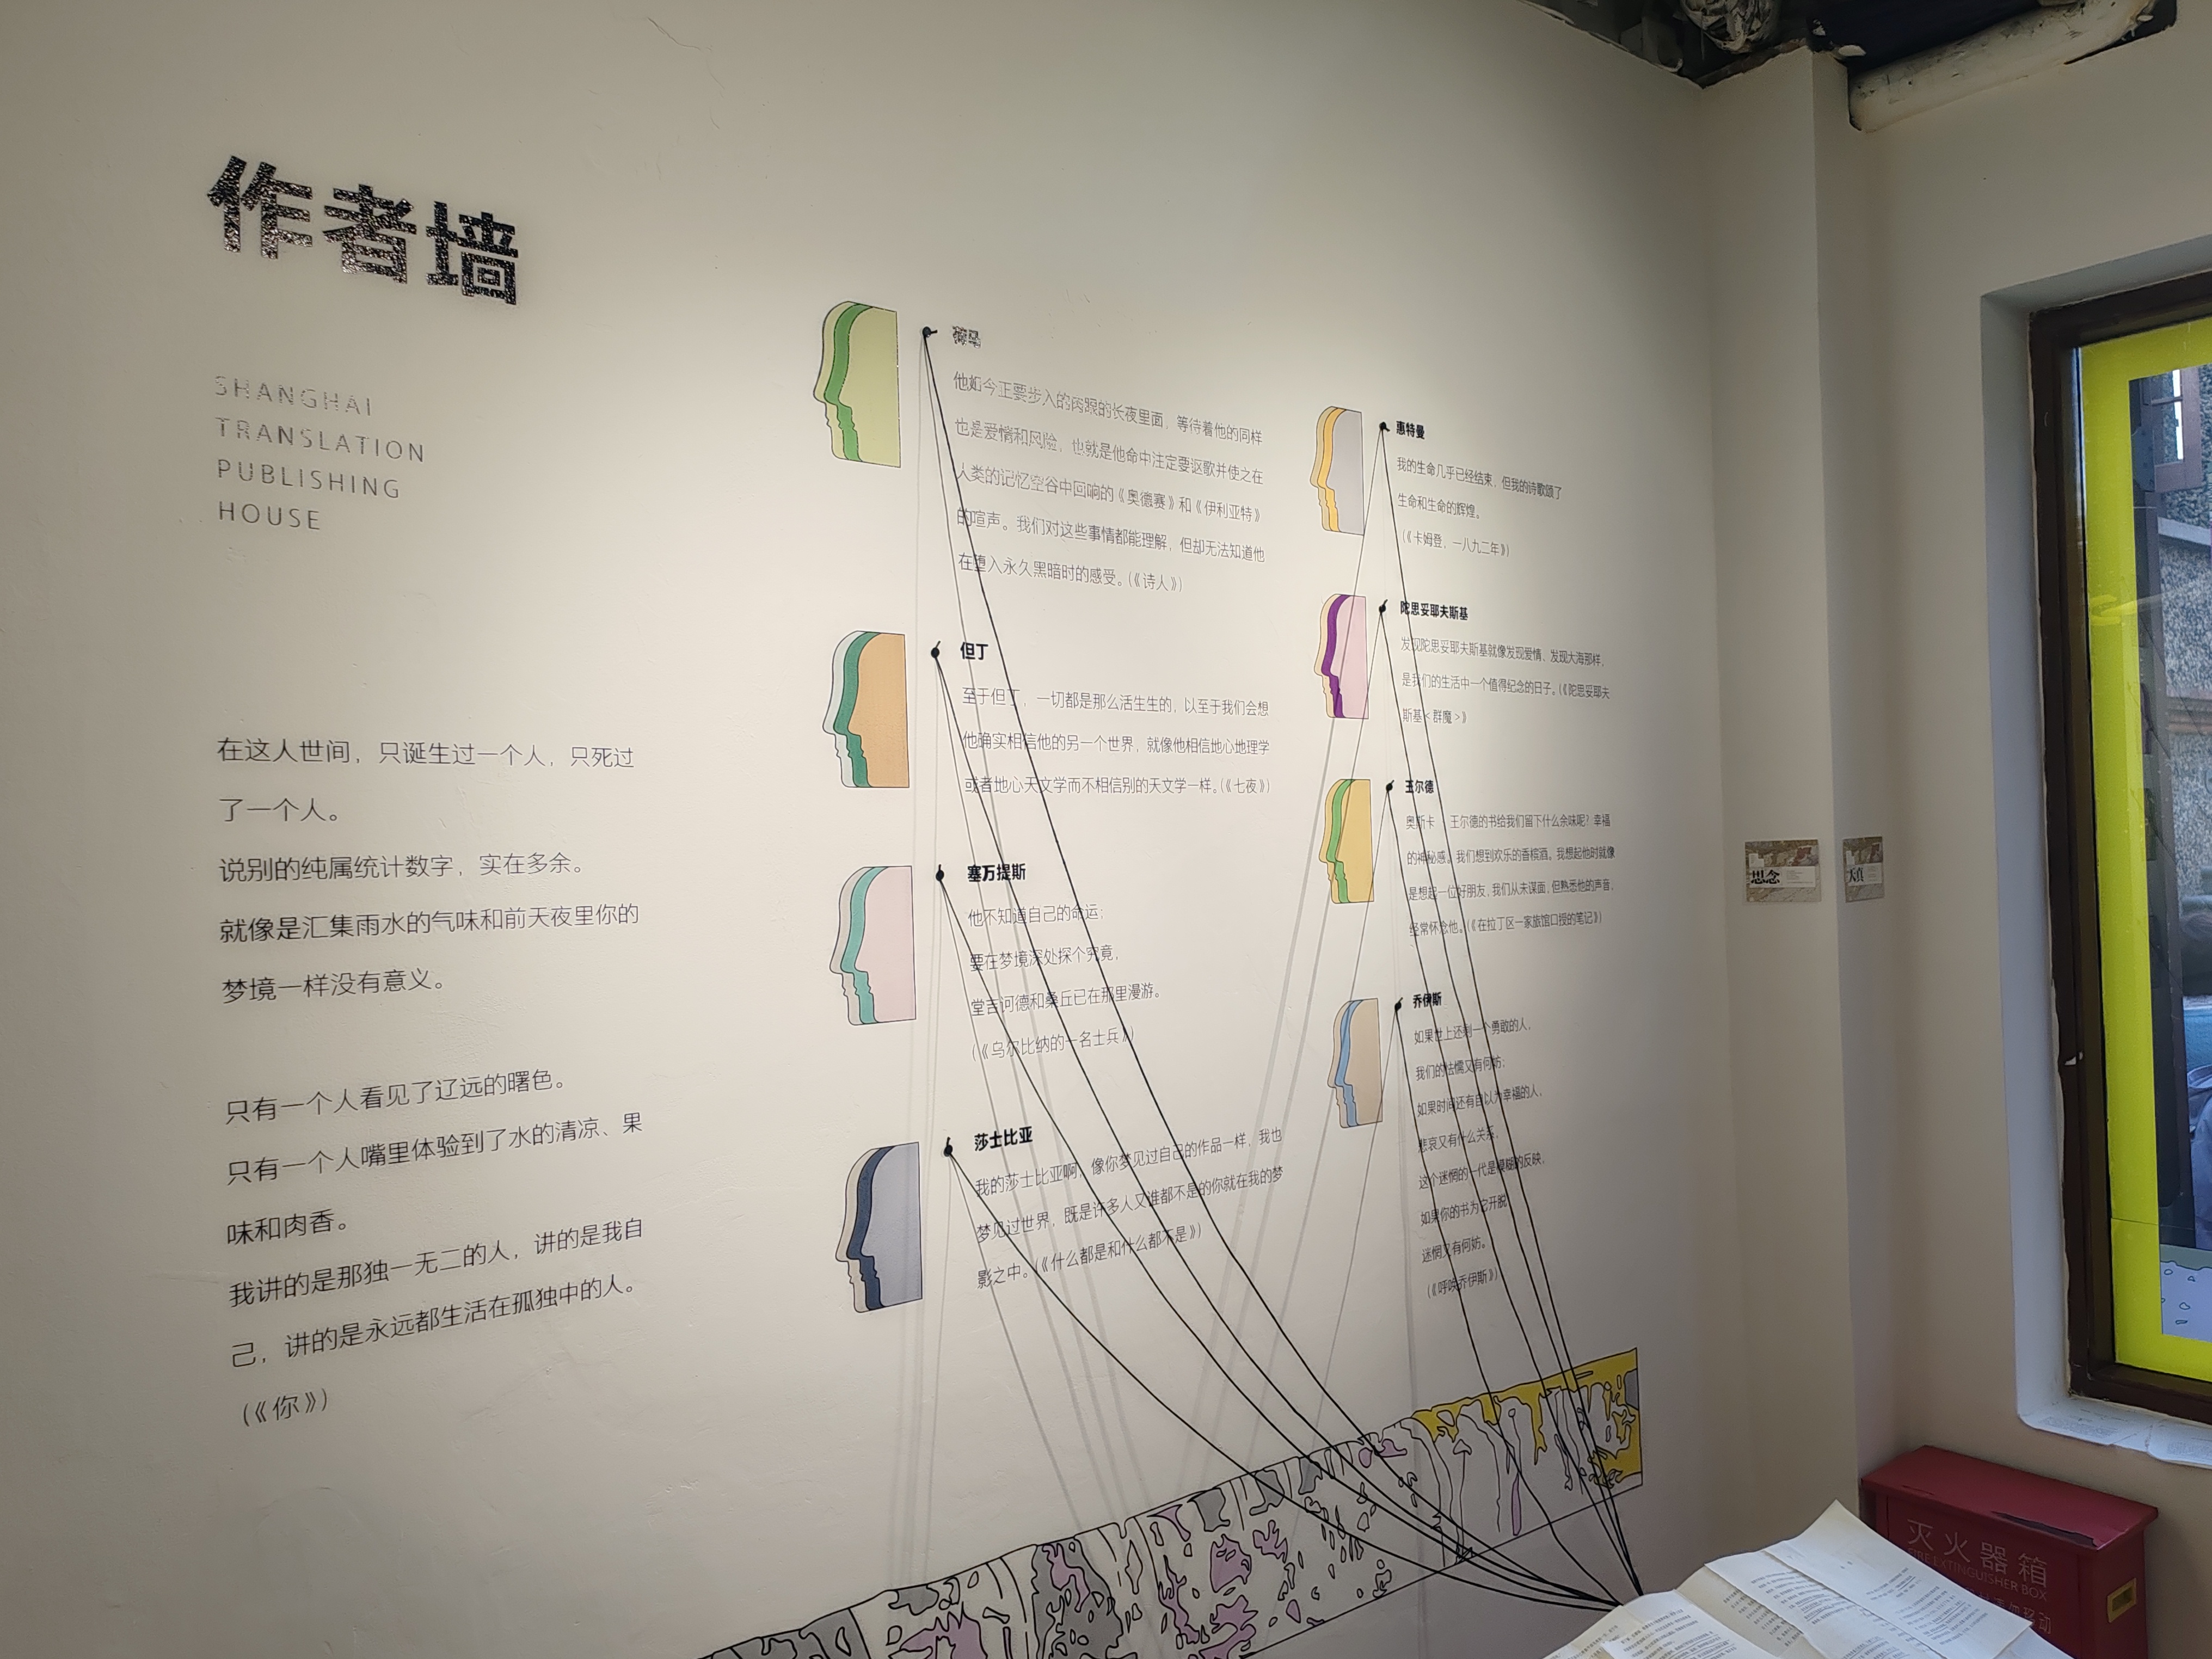 作者墙
SHANGHAI
TRANSLATION
PUBLISHING
HOUSE
在这人世间，只诞生过一个人，只死过
了一个人。
说别的纯属统计数字，实在多余。
就像是汇集雨水的气味和前天夜里你的
梦境一样没有意义。
只有一个人看见了辽远的曙色。
只有一个人嘴里体验到了水的清凉、果
味和肉香。
我讲的是那独一无二的人，讲的是我自
己，讲的是永远都生活在孤独中的人。
（《你》）
荷马
他如今正要步入的两眼的长夜里面，等待着他的同样
也是爱情和风险，也就是他命中注定要讴歌并使之在
人类的记忆空谷中回响的《奥德赛》和《伊利亚特》
的喧声。我们对这些事情都能理解，但却无法知道他
在堕入永久黑暗时的感受。（《诗人》）
但丁
至于但丁，一切都是那么活生生的，以至于我们会想
他确实相信他的另一个世界，就像他相信地心地理学
或者地心天文学而不相信别的天文学一样。（《七夜》）
塞万提斯
他不知道自己的命运；
要在梦境深处探个究竟，
堂吉诃德和桑丘已在那里漫游。
（《乌尔比纳的一名士兵》）
莎士比亚
我的莎士比亚啊，像你梦见过自己的作品一样，我也
梦见过世界，既是许多人又谁都不是的你就在我的梦
影之中。（《什么都是和什么都不是》）
惠特曼
我的生命几乎已经结束，但我的诗歌颂了
生命和生命的辉煌。
（《卡姆登，一八九二年》）
陀思妥耶夫斯基
发现陀思妥耶夫斯基就像发现爱情、发现大海那样，
是我们的生活中一个值得纪念的日子。（《陀思妥耶夫
斯基<群魔>》
王尔德
奥斯卡·王尔德的书给我们留下什么余味呢？幸福
的神秘感。我们想到欢乐的香槟酒。我想起他时就像
是想起一位好朋友，我们从未谋面，但熟悉他的声音，
经常怀念他。（《在拉丁区一家旅馆口授的笔记》）
乔伊斯
如果世上还剩一个勇敢的人，
我们的怯懦又有何妨；
如果时间还有自以为幸福的人，
悲哀又有什么关系，
这个迷惘的一代是模糊的反映，
如果你的书为它开脱
迷惘又有何妨。
（《呼唤乔伊斯》）
思念
灭火器箱
FIRE EXTINGUISHER BOX